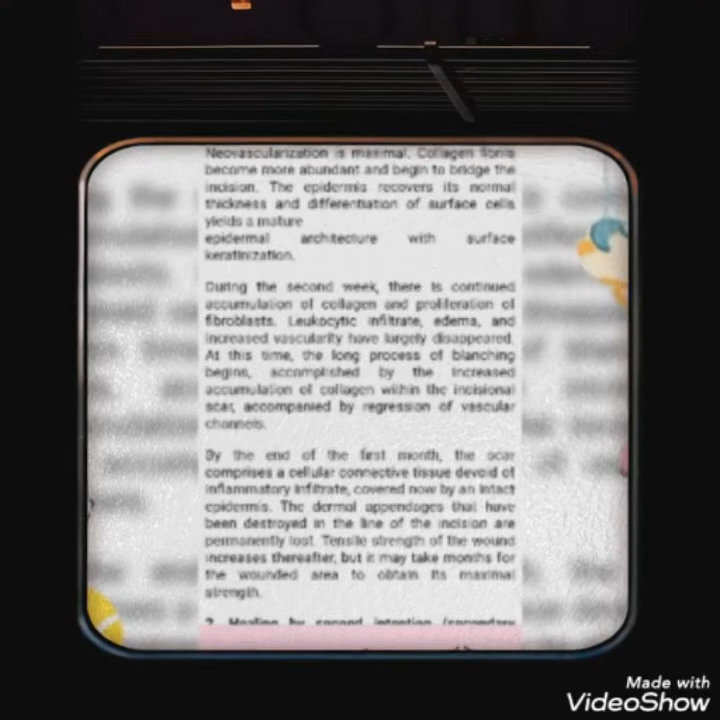 Neovascularization is maximal. Collagen fibrils
become more abundant and begin to bridge the
incision. The epidermis recovers its normal
thickness and differentiation of surface cells
yields a mature
epidermal architecture with surface
keratinization.
During the second week, there is continued
accumulation of collagen and proliferation of
fibroblasts. Leukocytic infiltrate, edema, and
increased vascularity have largely disappeared.
At this time, the long process of blanching
begins, accomplished by the increased
accumulation of collagen within the incisional
scar, accompanied by regression of vascular
channels.
By the end of the first month, the scar
comprises a cellular connective tissue devoid of
inflammatory infiltrate, covered now by an intact
epidermis. The dermal appendages that have
been destroyed in the line of the incision are
permanently lost. Tensile strength of the wound
increases thereafter, but it may take months for
the wounded area to obtain its maximal
strength.
2. Healing by second intention (secondary
Made with
VideoShow